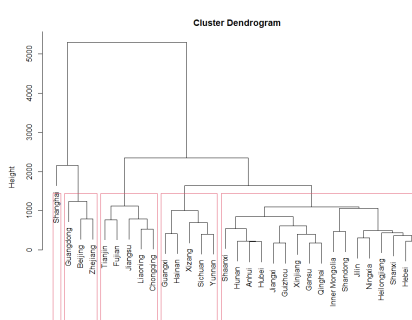 Cluster Dendrogram
Height
5000
4000
3000
2000
1000
0
Shanghai
Guangdong
Beijing
Zhejiang
Tianjin
Fujian
Jiangsu
Liaoning
Chongqing
Guangxi
Hainan
Xizang
Sichuan
Yunnan
Shaanxi
Hunan
Anhui
Hubei
Jiangxi
Guizhou
Xinjiang
Gansu
Qinghai
Inner Mongolia
Shandong
Jilin
Ningxia
Heilongjiang
Shanxi
Hebei